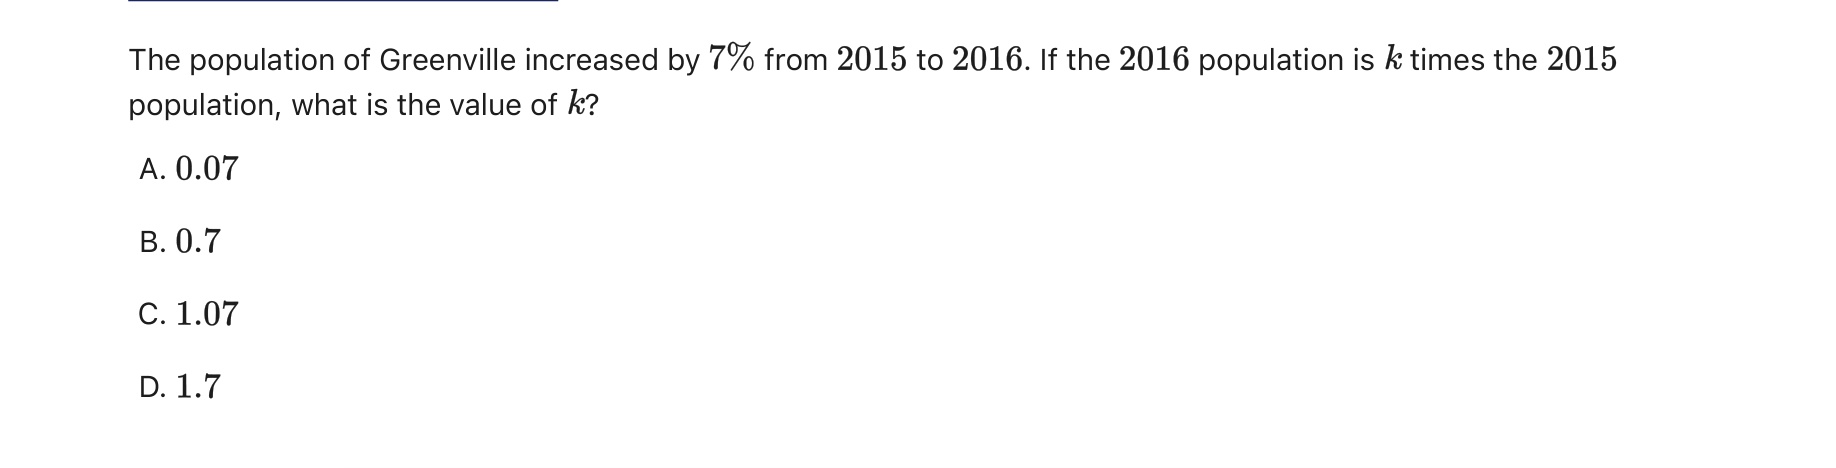 The population of Greenville increased by 7% from 2015 to 2016. If the 2016 population is k times the 2015
population, what is the value of k?
A. 0.07
B. 0.7
C. 1.07
D. 1.7